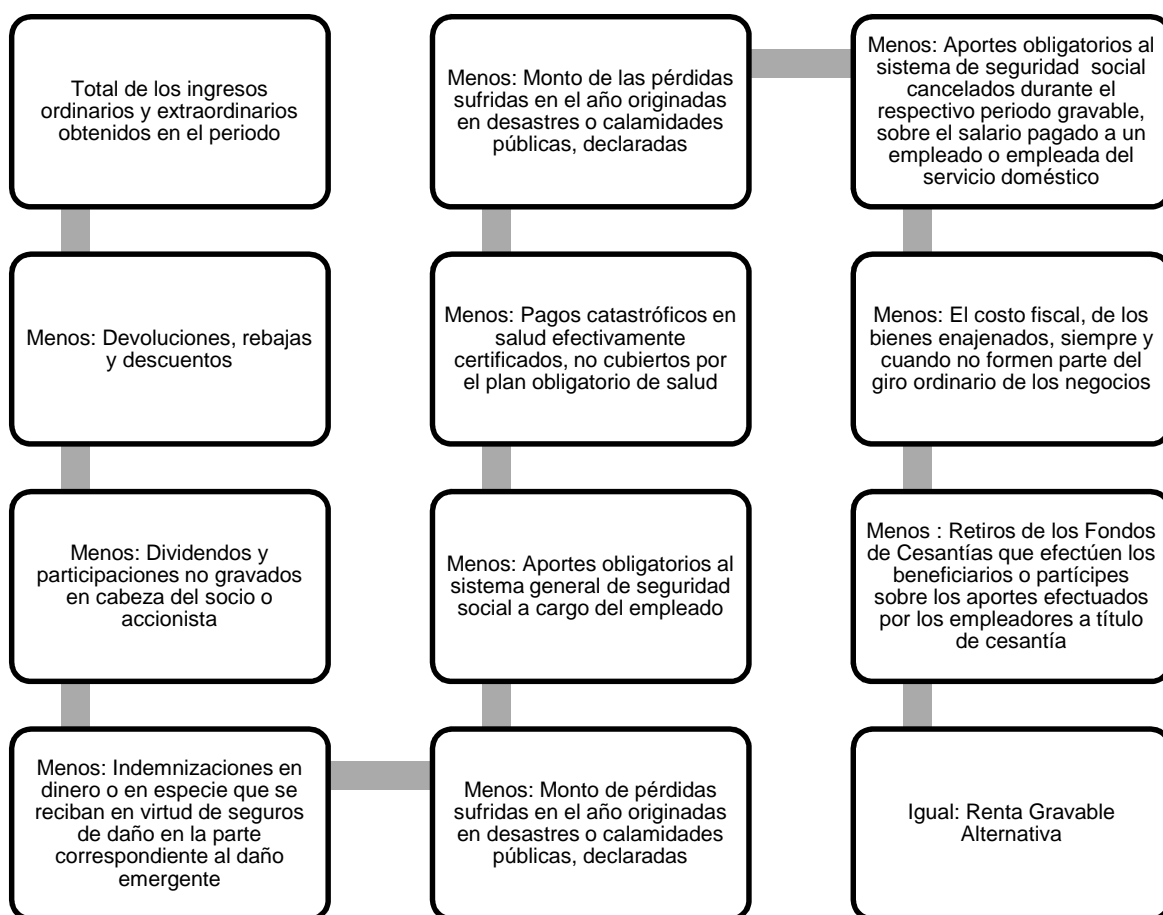 Total de los ingresos
ordinarios y extraordinarios
obtenidos en el periodo
Menos: Devoluciones, rebajas
y descuentos
Menos: Dividendos y
participaciones no gravados
en cabeza del socio o
accionista
Menos: Indemnizaciones en
dinero o en especie que se
reciban en virtud de seguros
de daño en la parte
correspondiente al daño
emergente
Menos: Monto de pérdidas
sufridas en el año originadas
en desastres o calamidades
públicas, declaradas
Menos: Aportes obligatorios al
sistema general de seguridad
social a cargo del empleado
Menos: Pagos catastróficos en
salud efectivamente
certificados, no cubiertos por
el plan obligatorio de salud
Menos: Monto de las pérdidas
sufridas en el año originadas
en desastres o calamidades
públicas, declaradas
Menos: Aportes obligatorios al
sistema de seguridad social
cancelados durante el
respectivo periodo gravable,
sobre el salario pagado a un
empleado o empleada del
servicio doméstico
Menos: El costo fiscal, de los
bienes enajenados, siempre y
cuando no formen parte del
giro ordinario de los negocios
Menos : Retiros de los Fondos
de Cesantías que efectúen los
beneficiarios o partícipes
sobre los aportes efectuados
por los empleadores a título
de cesantía
Igual: Renta Gravable
Alternativa